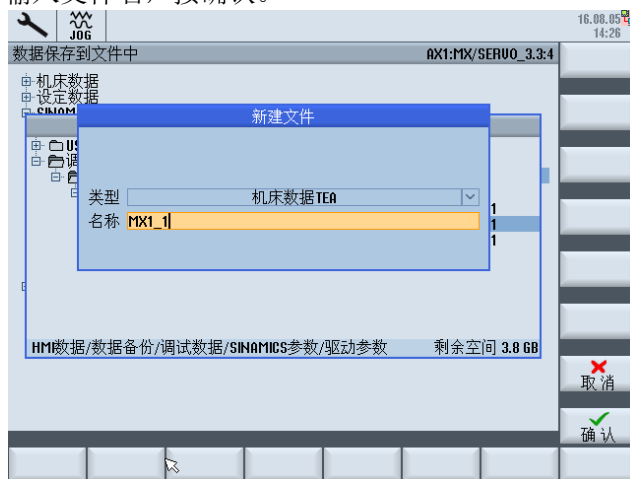 JOG
16.08.05
14:26
数据保存到文件中
AX1:MX/SERVO_3.3:4
机床数据
设定数据
新建文件
类型 机床数据TEA
名称 MX1_1
1
1
1
HMI数据/数据备份/调试数据/SINAMICS参数/驱动参数
剩余空间 3.8 GB
取消
确认